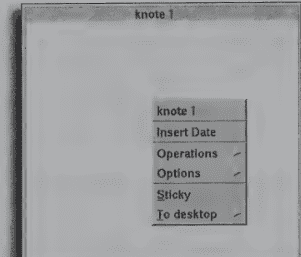 knote 1
knote 1
Insert Date
Operations
Options
Sticky
To desktop